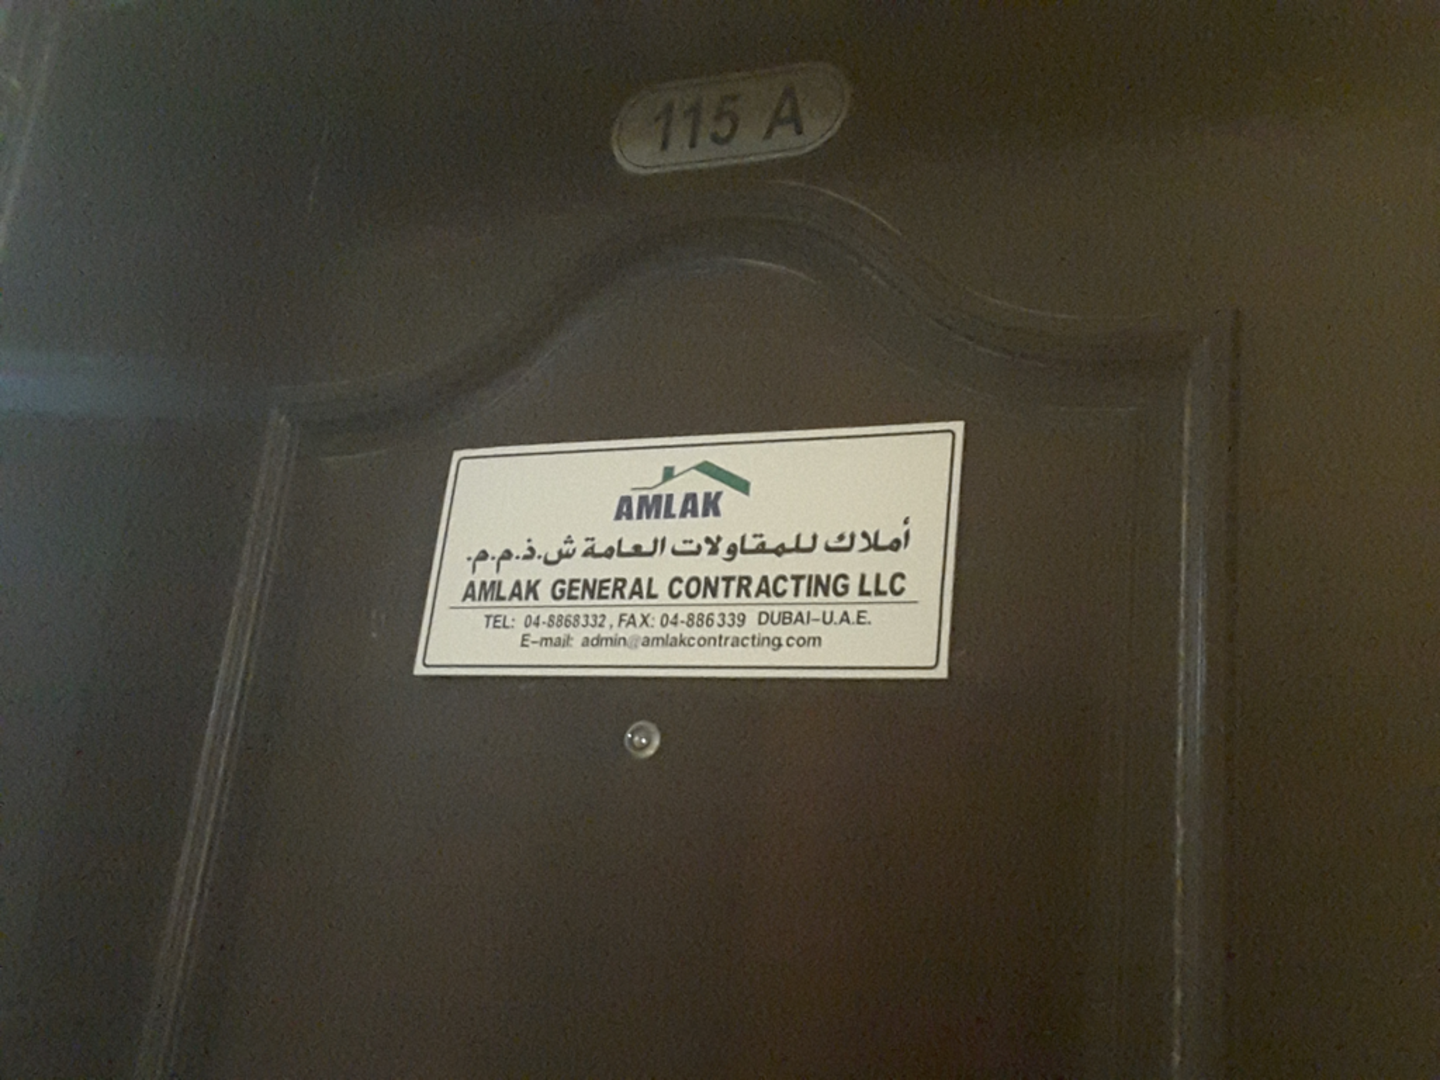 115 A
AMLAK
أملاك للمقاولات العامة ش.ذ.م.م.
AMLAK GENERAL CONTRACTING LLC
TEL: 04-8868332, FAX: 04-886339 DUBAI-U.A.E.
E-mail: admin@amlakcontracting.com